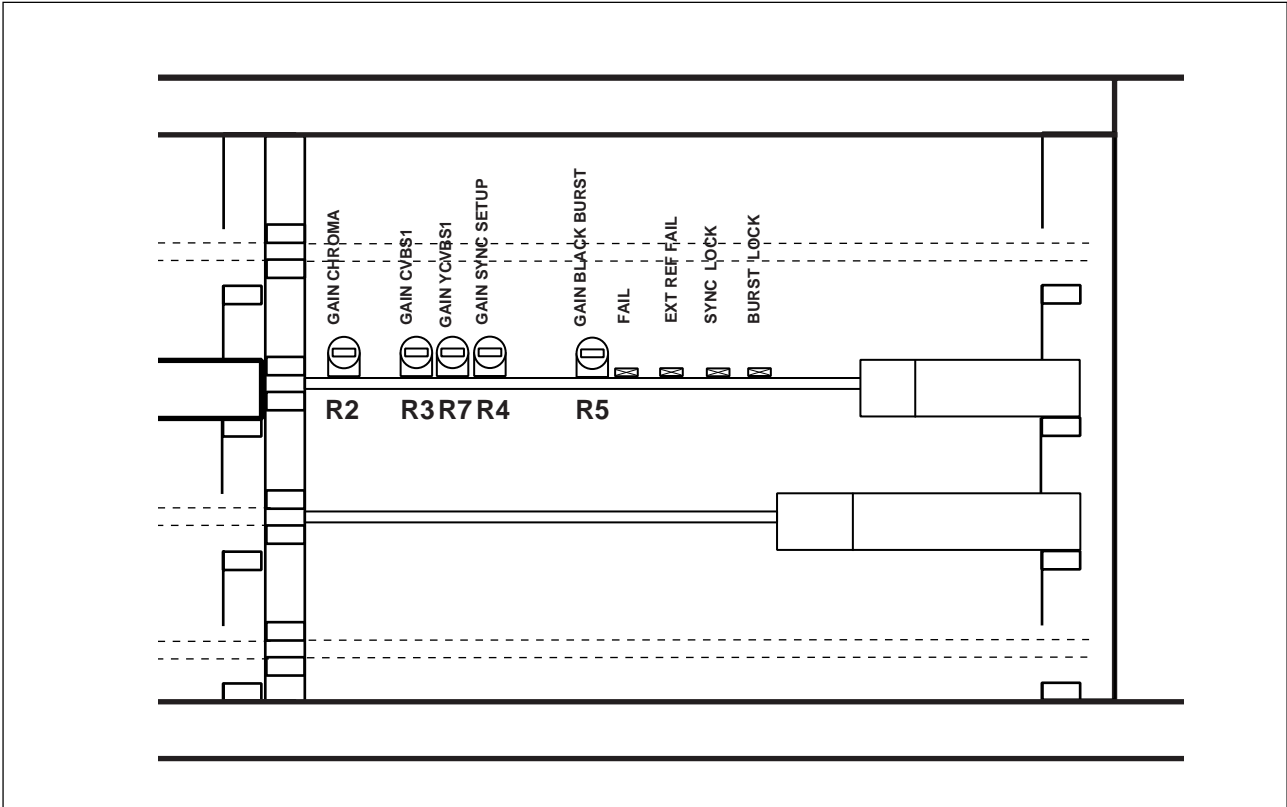 GAIN CHROMA
GAIN CVBS1
GAIN YCVBS1
GAIN SYNC SETUP
GAIN BLACK BURST
FAIL
EXT REF FAIL
SYNC LOCK
BURST LOCK
R2
R3
R7
R4
R5